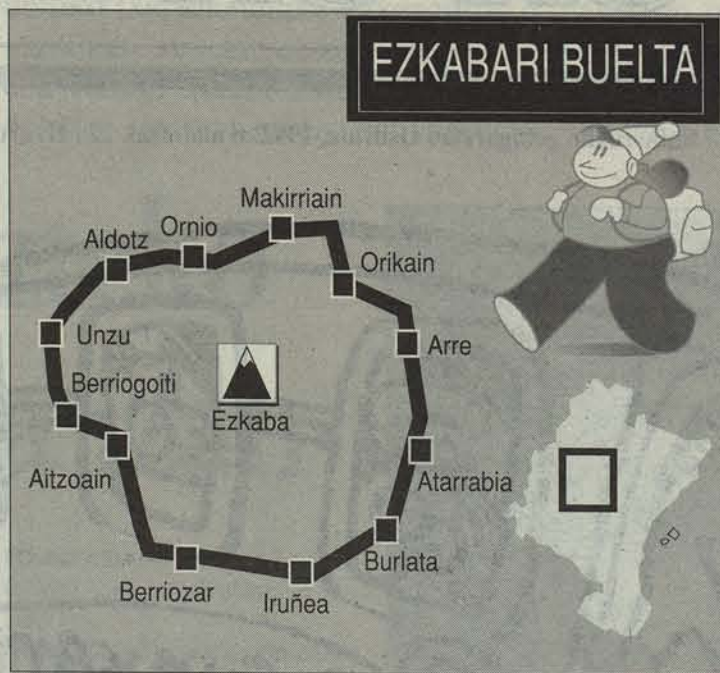 EZKABARI BUELTA
Makirriain
Ornio
Aldotz
Orikain
Unzu
Arre
Berriogoiti
Ezkaba
Aitzoain
Atarrabia
Burlata
Berriozar
Iruñea